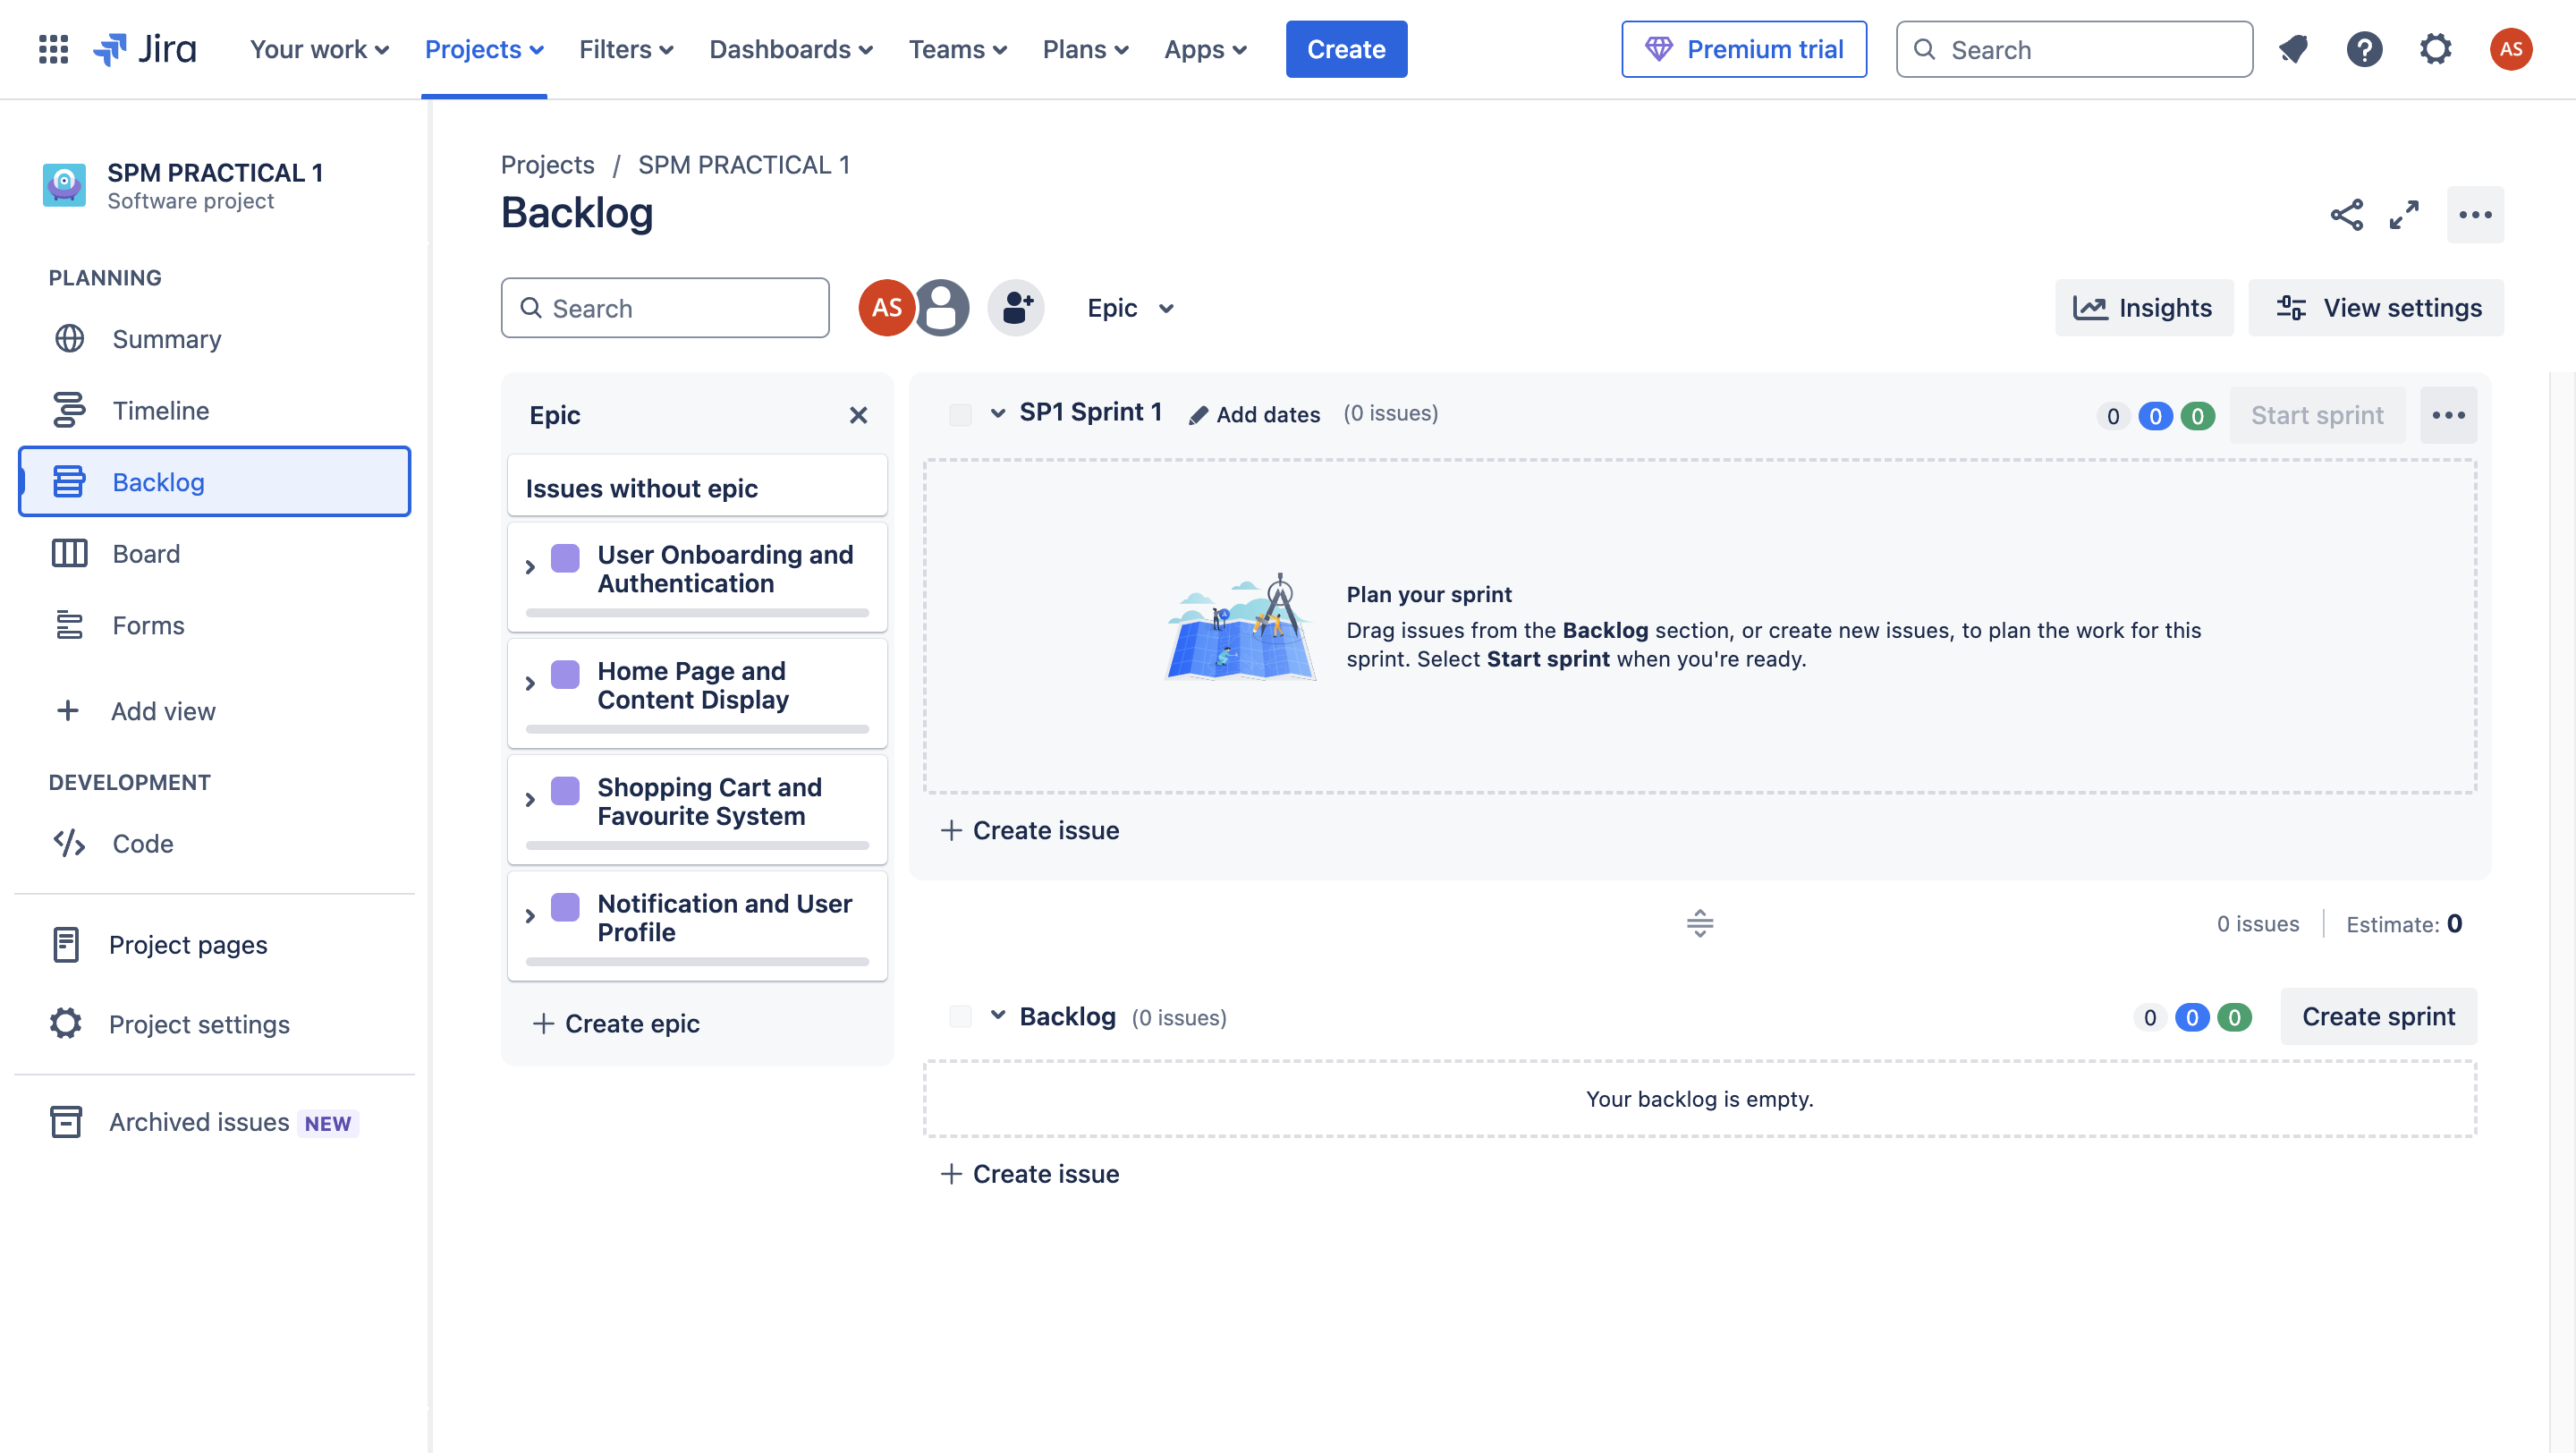 Jira
Your work
Projects
Filters
Dashboards
Teams
Plans
Apps
Create
Premium trial
Search
AS
SPM PRACTICAL 1
Software project
PLANNING
Summary
Timeline
Backlog
Board
Forms
Add view
DEVELOPMENT
Code
Project pages
Project settings
Archived issues NEW
Projects / SPM PRACTICAL 1
Backlog
Search
AS
Epic
Insights
View settings
Epic
Issues without epic
User Onboarding and
Authentication
Home Page and
Content Display
Shopping Cart and
Favourite System
Notification and User
Profile
Create epic
SP1 Sprint 1 Add dates (0 issues)
0 0 0 Start sprint
Plan your sprint
Drag issues from the Backlog section, or create new issues, to plan the work for this
sprint. Select Start sprint when you're ready.
Create issue
0 issues Estimate: 0
Backlog (0 issues)
0 0 0 Create sprint
Your backlog is empty.
Create issue